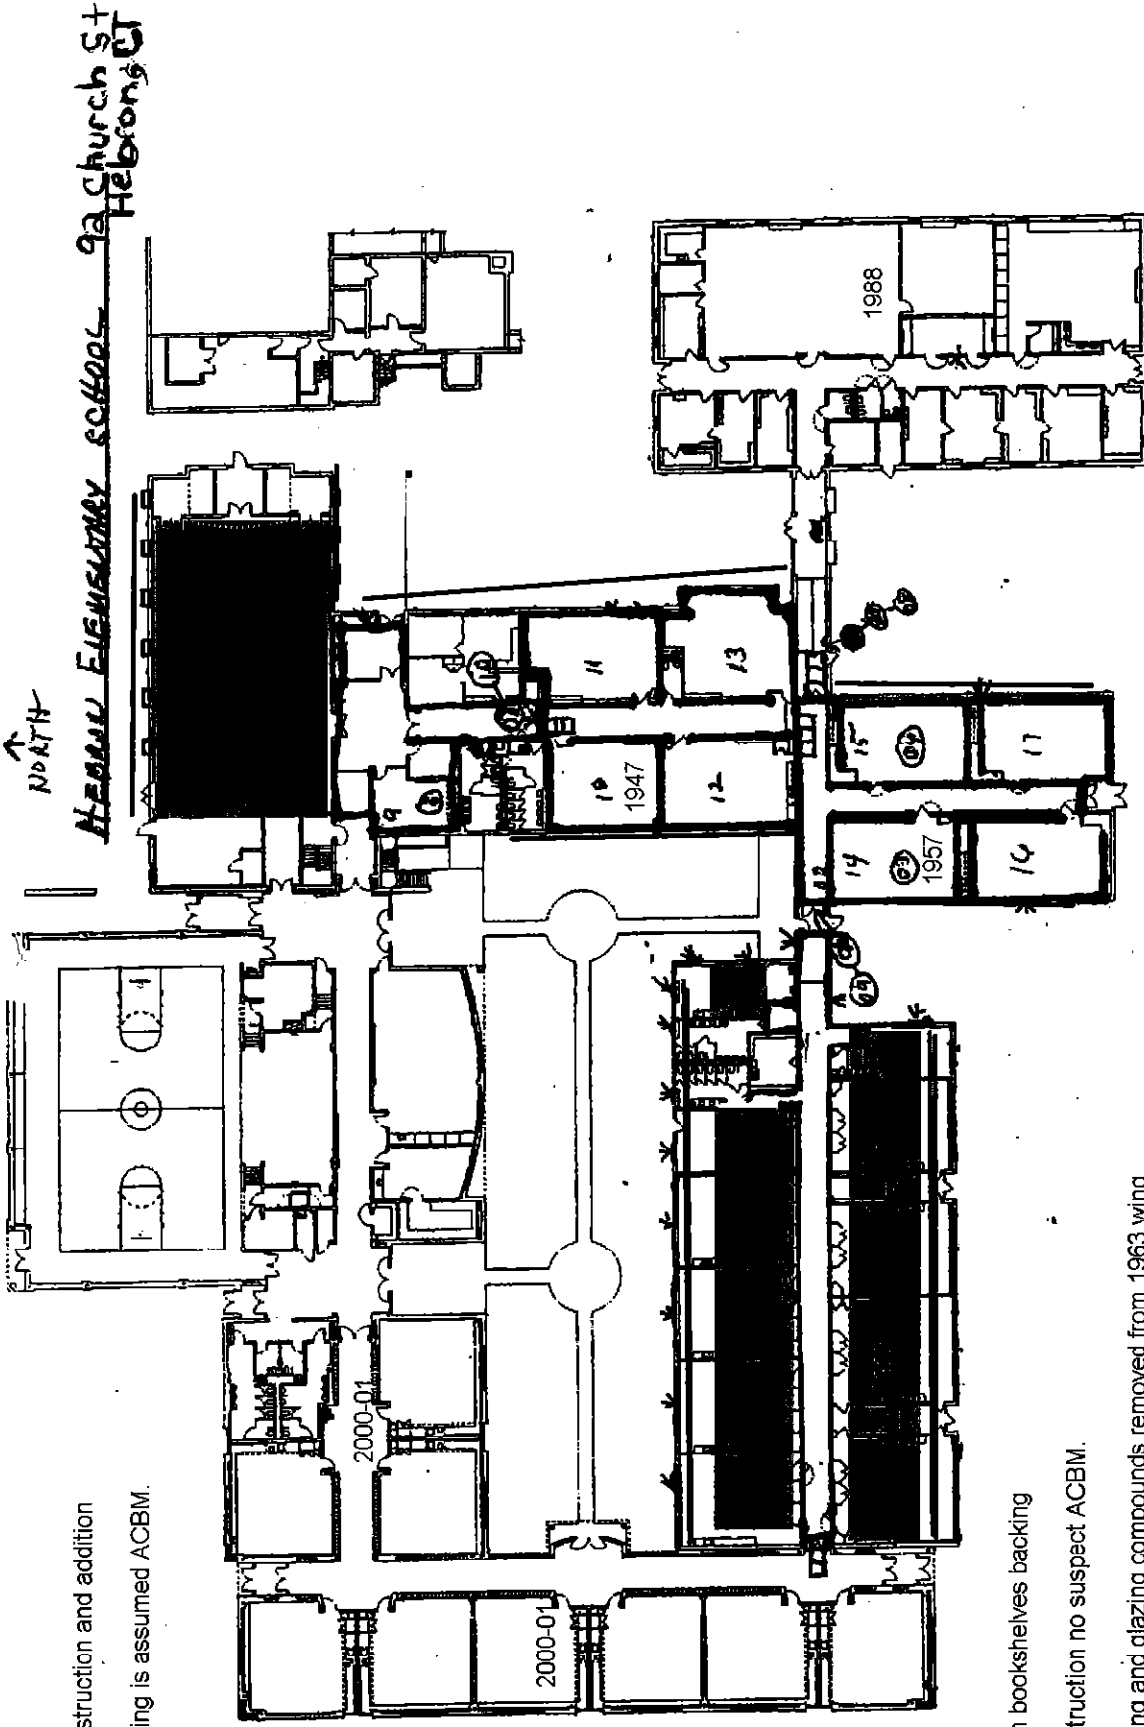 HEBRON ELEMENTARY SCHOOL 92 Church St
Hebron, CT
NORTH
struction and addition
ing is assumed ACBM.
2000-01
2000-01
9
10
1947
11
12
13
14
1957
15
04
16
17
1988
09
n bookshelves backing
truction no suspect ACBM.
ng and glazing compounds removed from 1963 wing